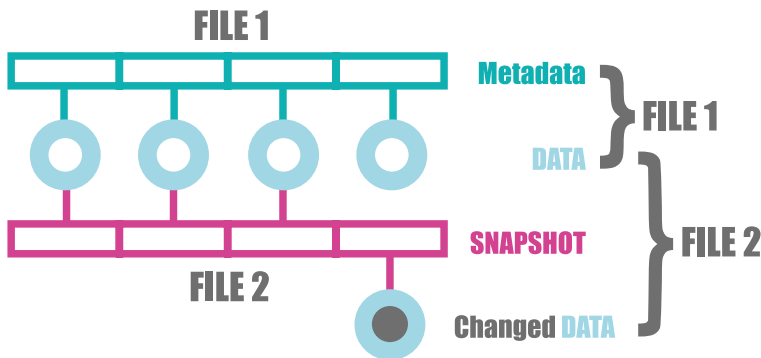 FILE 1
Metadata
FILE 1
DATA
SNAPSHOT
FILE 2
FILE 2
Changed DATA